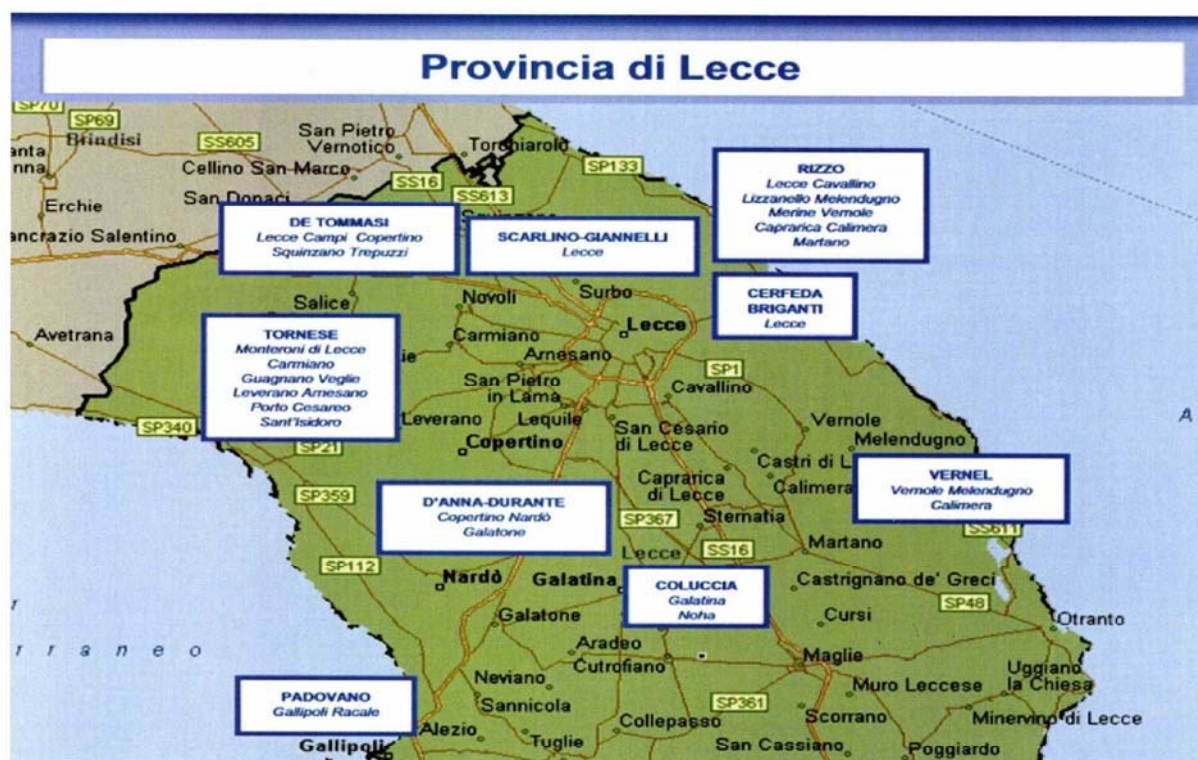 Provincia di Lecce
SP70
SP69
Brindisi
SS605
San Pietro
Vernotico
Torchiarolo
SP133
Cellino San Marco
SS16
SS613
San Donaci
Erchie
ancrazio Salentino
Avetrana
DE TOMMASI
Lecce Campi Copertino
Squinzano Trepuzzi
SCARLINO-GIANNELLI
Lecce
RIZZO
Lecce Cavallino
Lizzanello Melendugno
Merine Vernole
Caprarica Calimera
Martano
CERFEDA
BRIGANTI
Lecce
Salice
Novoli
Surbo
Lecce
Carmiano
Arnesano
SP1
TORNESE
Monteroni di Lecce
Carmiano
Guagnano Veglie
Leverano Arnesano
Porto Cesareo
Sant'Isidoro
ie
San Pietro
in Lama
Cavallino
Leverano
Lequile
San Cesario
di Lecce
Vernole
Melendugno
SP340
SP21
Copertino
Castri di L
Caprarica
di Lecce
Calimera
VERNEL
Vernole Melendugno
Calimera
A
SP359
D'ANNA-DURANTE
Copertino Nardò
Galatone
SP367
Sternatia
SS611
Lecce
SS16
Martano
SP112
Nardò
Galatina
COLUCCIA
Galatina
Noha
Castrignano de' Greci
SP48
Galatone
Cursi
Otranto
Aradeo
Cutrofiano
Maglie
r r a n e o
Neviano
Uggiano
la Chiesa
PADOVANO
Gallipoli Racale
Sannicola
SP361
Muro Leccese
Alezio
Collepasso
Scorrano
Minervino di Lecce
Gallipoli
Tuglie
San Cassiano
Poggiardo